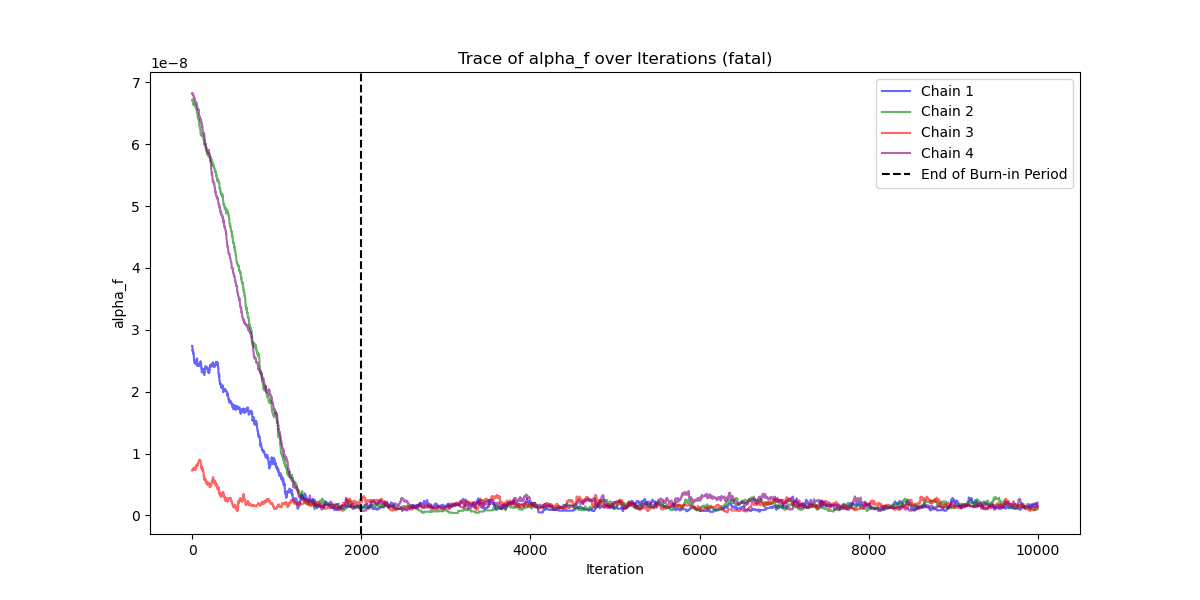 Trace of alpha_f over Iterations (fatal)
1e−8
7
6
5
4
3
2
1
0
alpha_f
Chain 1
Chain 2
Chain 3
Chain 4
End of Burn-in Period
0 2000 4000 6000 8000 10000
Iteration